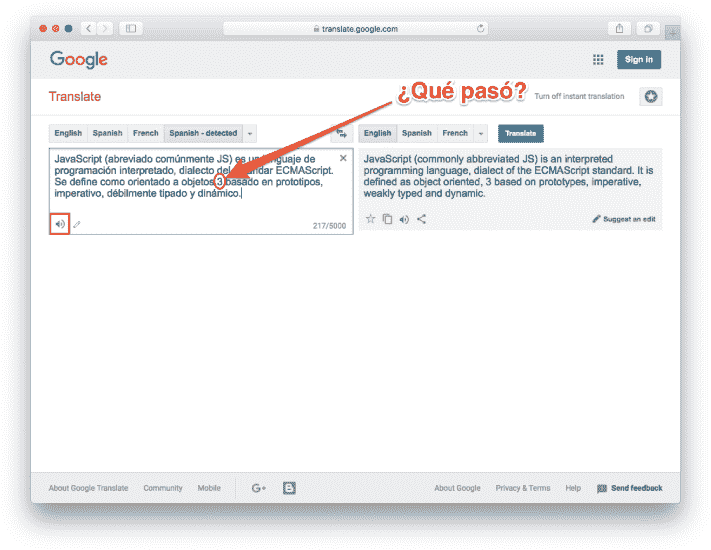 translate.google.com
Google
Sign in
¿Qué pasó?
Translate
Turn off instant translation
English Spanish French Spanish - detected
English Spanish French Translate
JavaScript (abreviado comúnmente JS) es un lenguaje de
programación interpretado, dialecto del estándar ECMAScript.
Se define como orientado a objetos 3 basado en prototipos,
imperativo, débilmente tipado y dinámico.
217/5000
JavaScript (commonly abbreviated JS) is an interpreted
programming language, dialect of the ECMAScript standard. It is
defined as object oriented, 3 based on prototypes, imperative,
weakly typed and dynamic.
Suggest an edit
About Google Translate Community Mobile G+ About Google Privacy & Terms Help Send feedback